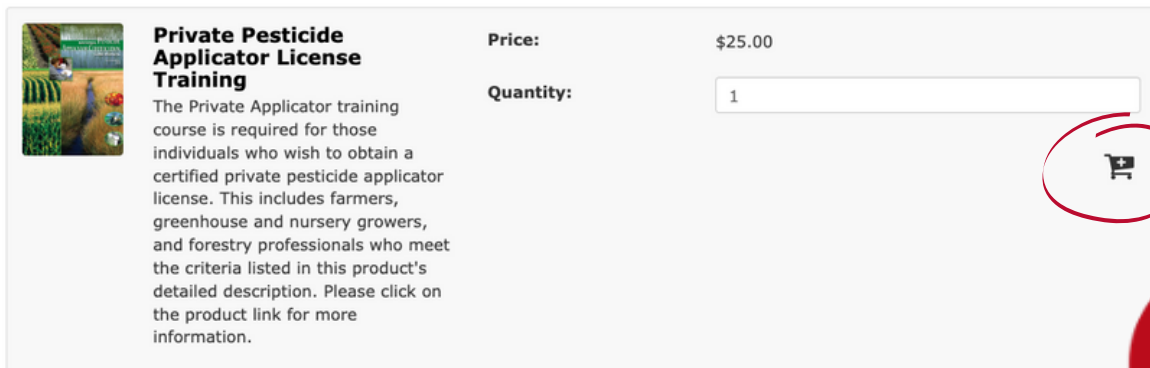 Private Pesticide
Applicator License
Training
The Private Applicator training
course is required for those
individuals who wish to obtain a
certified private pesticide applicator
license. This includes farmers,
greenhouse and nursery growers,
and forestry professionals who meet
the criteria listed in this product's
detailed description. Please click on
the product link for more
information.
Price:
$25.00
Quantity:
1